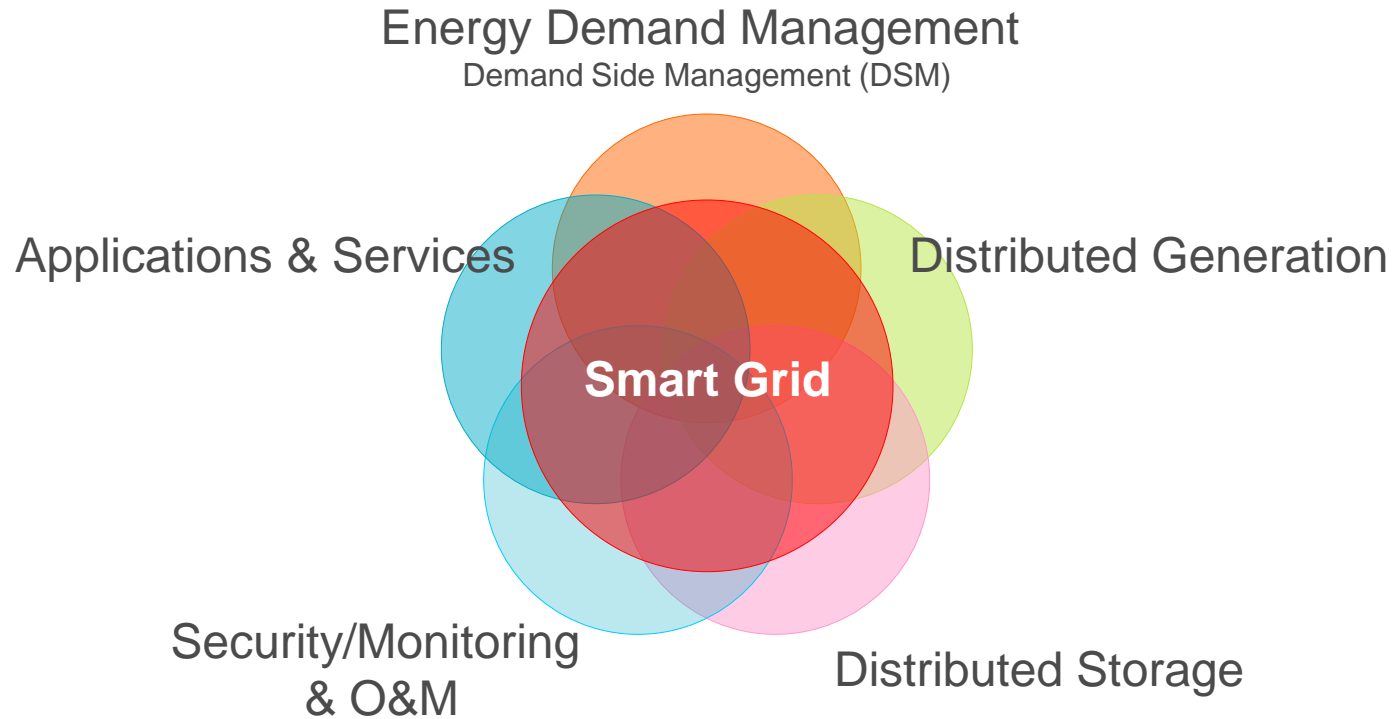 Energy Demand Management
Demand Side Management (DSM)
Applications & Services
Distributed Generation
Smart Grid
Security/Monitoring
& O&M
Distributed Storage